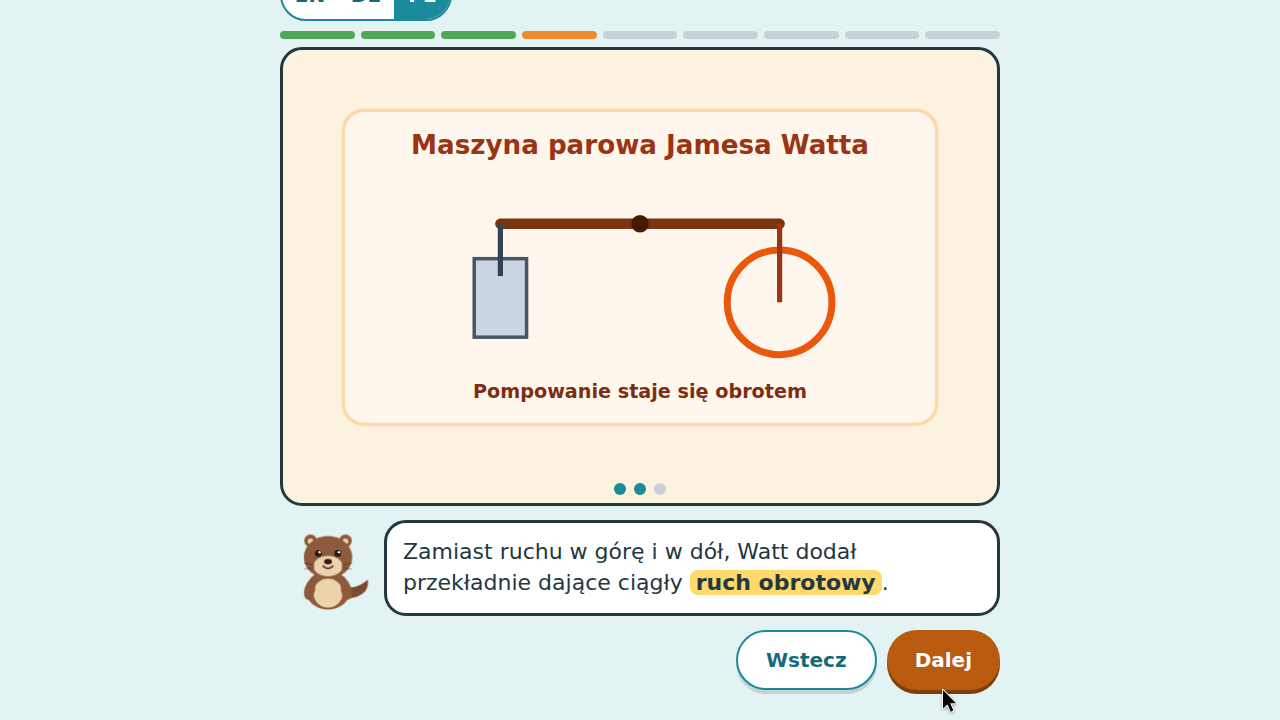 Maszyna parowa Jamesa Watta
Pompowanie staje się obrotem
Zamiast ruchu w górę i w dół, Watt dodał
przekładnie dające ciągły ruch obrotowy.
Wstecz
Dalej